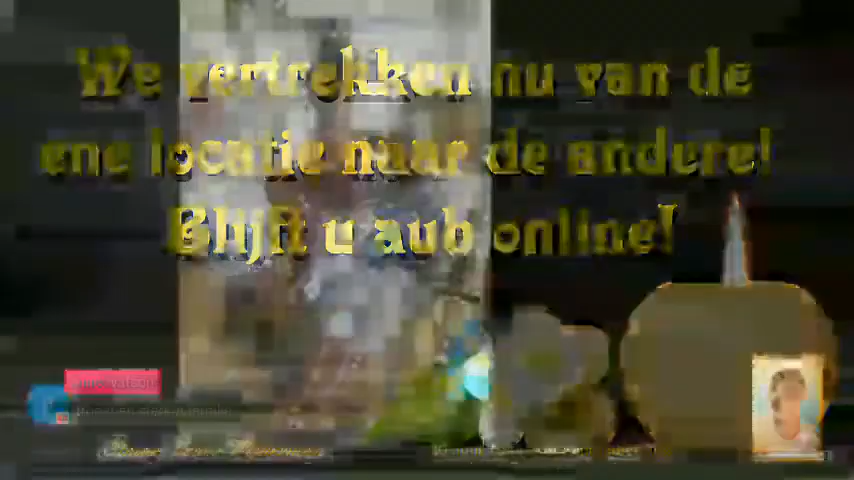 We vertrekken nu van de
ene locatie naar de andere!
Blijft u aub online!